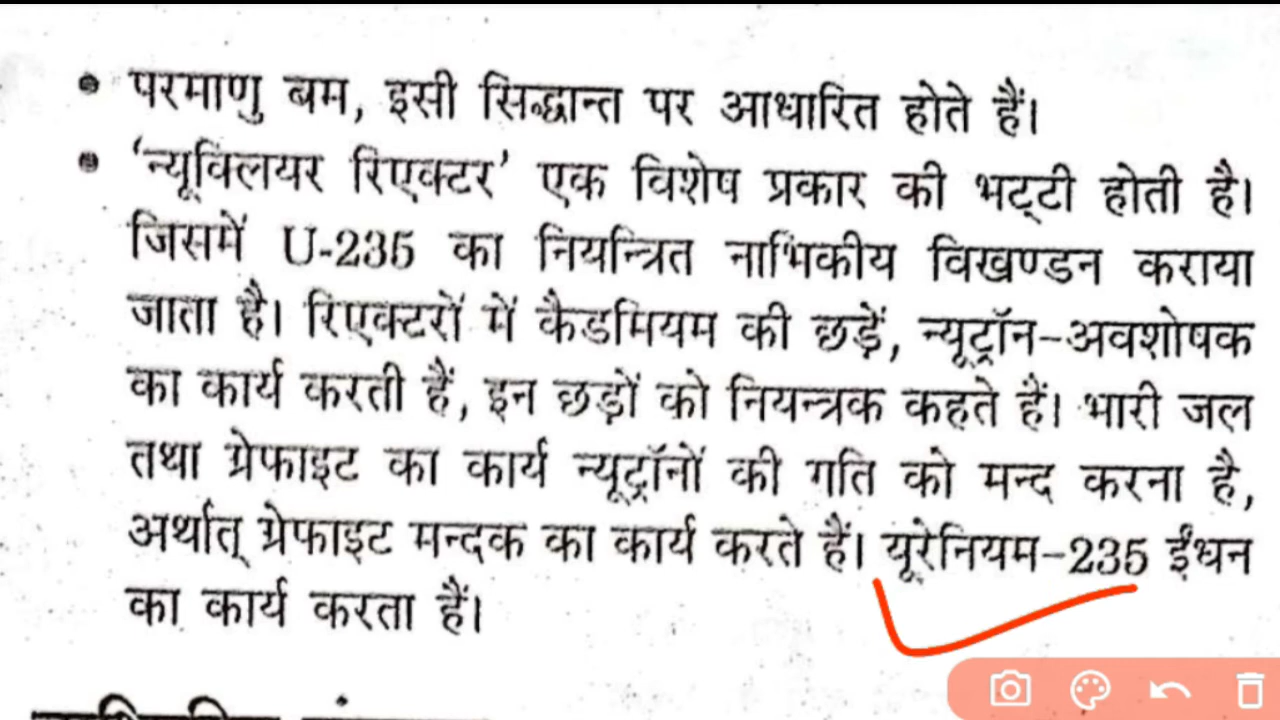 • परमाणु बम, इसी सिद्धान्त पर आधारित होते हैं।
• ‘न्यूक्लियर रिएक्टर’ एक विशेष प्रकार की भट्टी होती है।
जिसमें U-235 का नियन्त्रित नाभिकीय विखण्डन कराया
जाता है। रिएक्टरों में कैडमियम की छड़ें, न्यूट्रॉन-अवशोषक
का कार्य करती हैं, इन छड़ों को नियन्त्रक कहते हैं। भारी जल
तथा ग्रेफाइट का कार्य न्यूट्रॉनों की गति को मन्द करना है,
अर्थात् ग्रेफाइट मन्दक का कार्य करते हैं। यूरेनियम-235 ईंधन
का कार्य करता हैं।